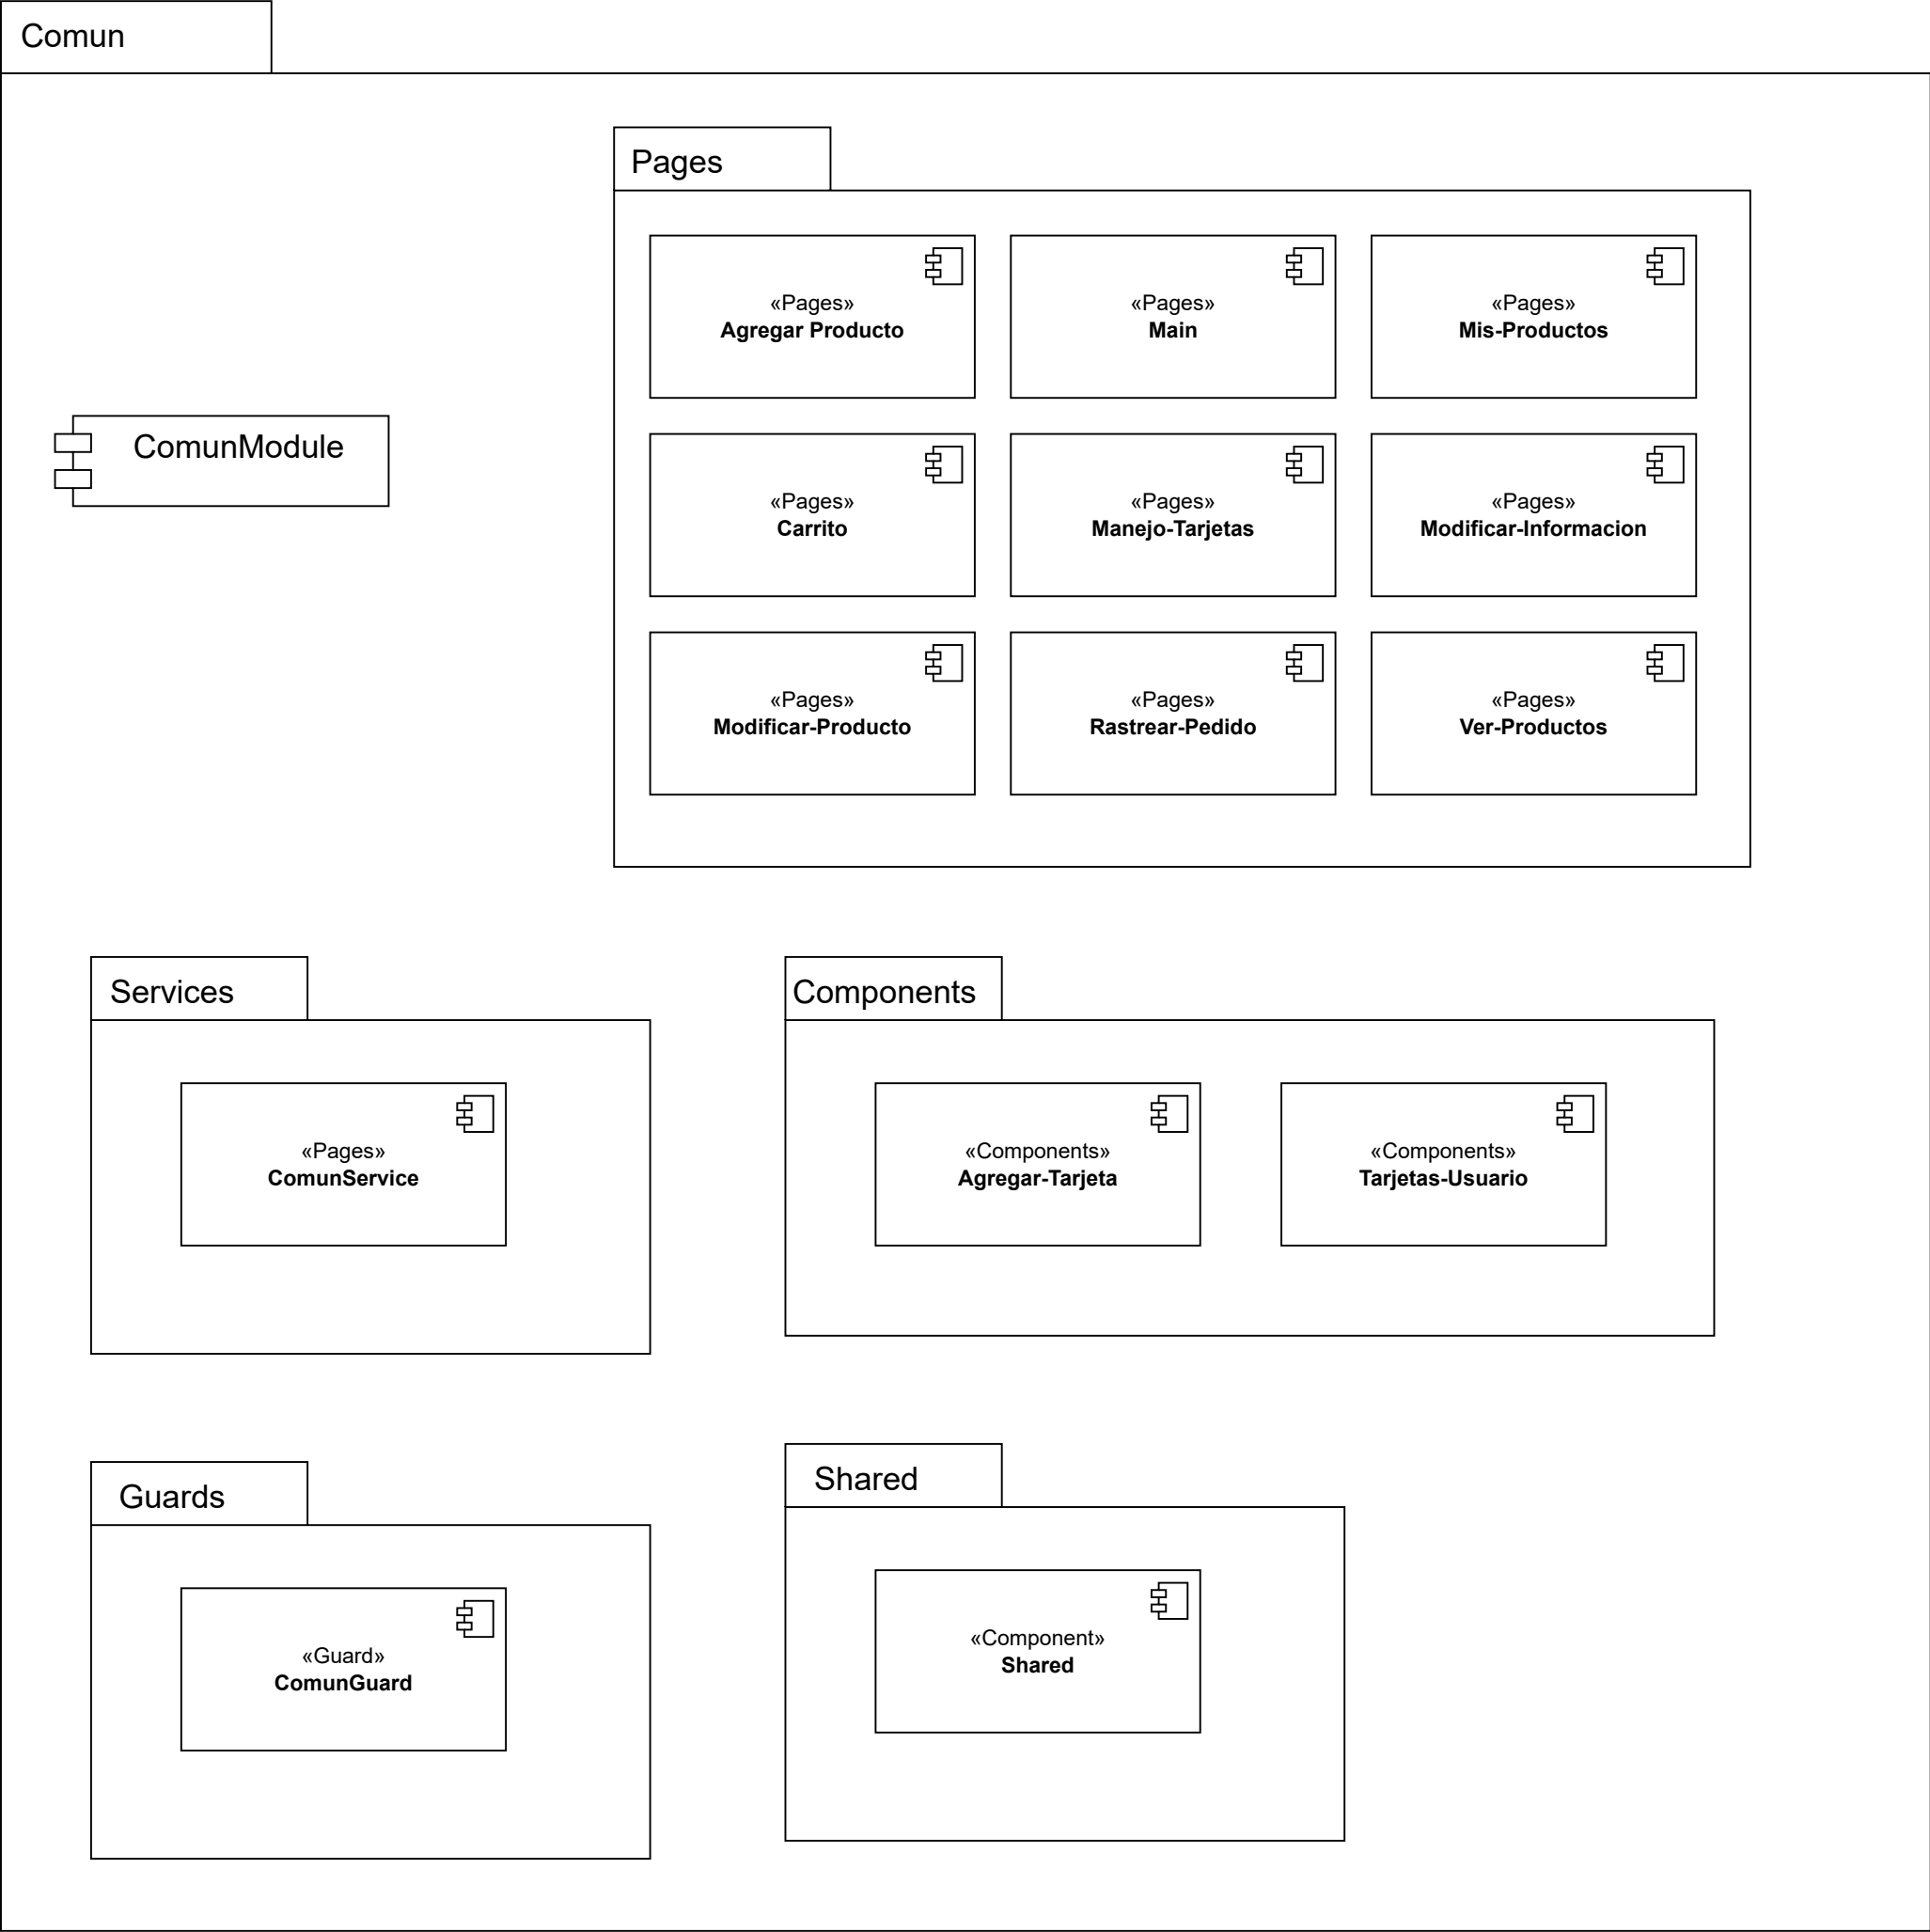 Comun
Pages
«Pages»
Agregar Producto
«Pages»
Main
«Pages»
Mis-Productos
ComunModule
«Pages»
Carrito
«Pages»
Manejo-Tarjetas
«Pages»
Modificar-Informacion
«Pages»
Modificar-Producto
«Pages»
Rastrear-Pedido
«Pages»
Ver-Productos
Services
«Pages»
ComunService
Components
«Components»
Agregar-Tarjeta
«Components»
Tarjetas-Usuario
Guards
«Guard»
ComunGuard
Shared
«Component»
Shared